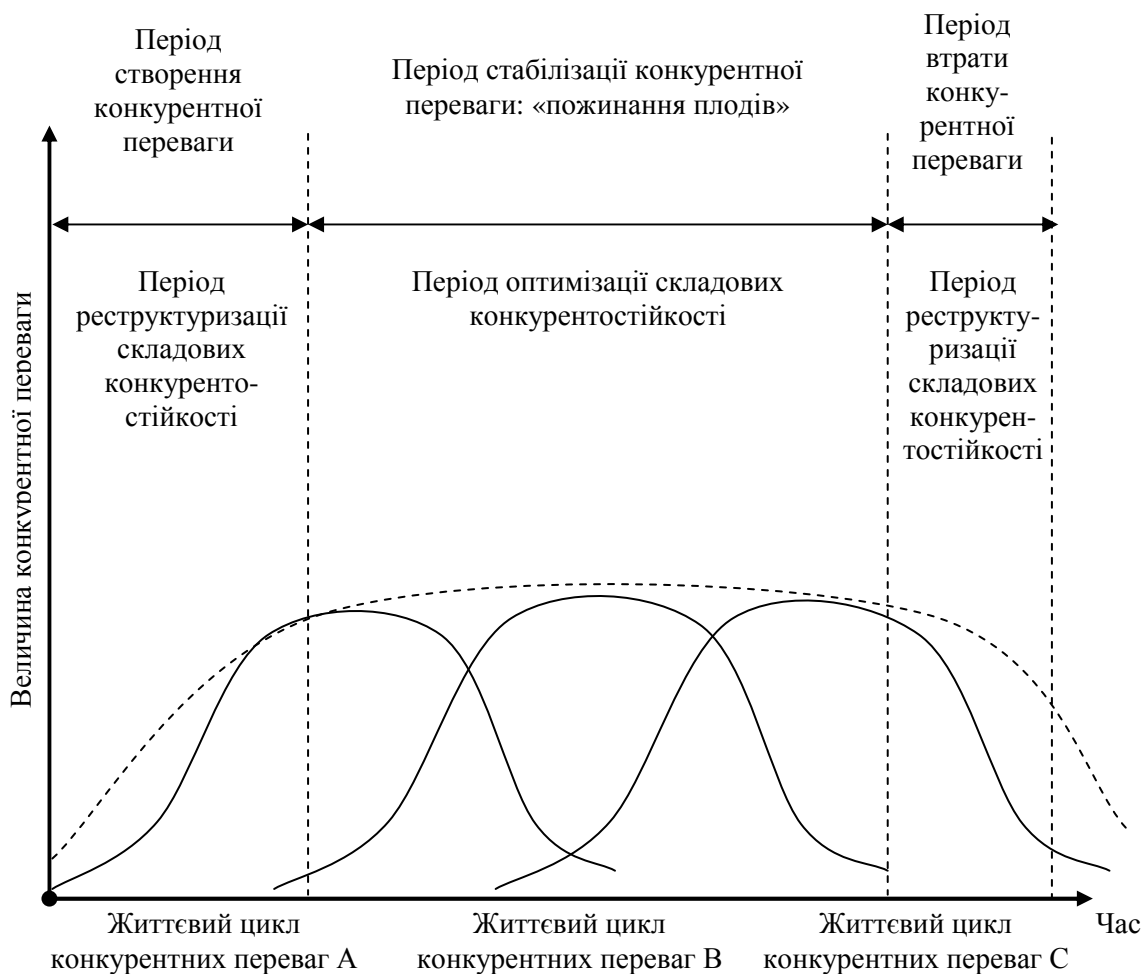 Період
створення
конкурентної
переваги
Період стабілізації конкурентної
переваги: «пожинання плодів»
Період
втрати
конку-
рентної
переваги
Період
реструктуризації
складових
конкуренто-
стійкості
Період оптимізації складових
конкурентостійкості
Період
реструкту-
ризації
складових
конкурен-
тостійкості
Величина конкурентної переваги
Життєвий цикл
конкурентних переваг А
Життєвий цикл
конкурентних переваг В
Життєвий цикл
конкурентних переваг С
Час